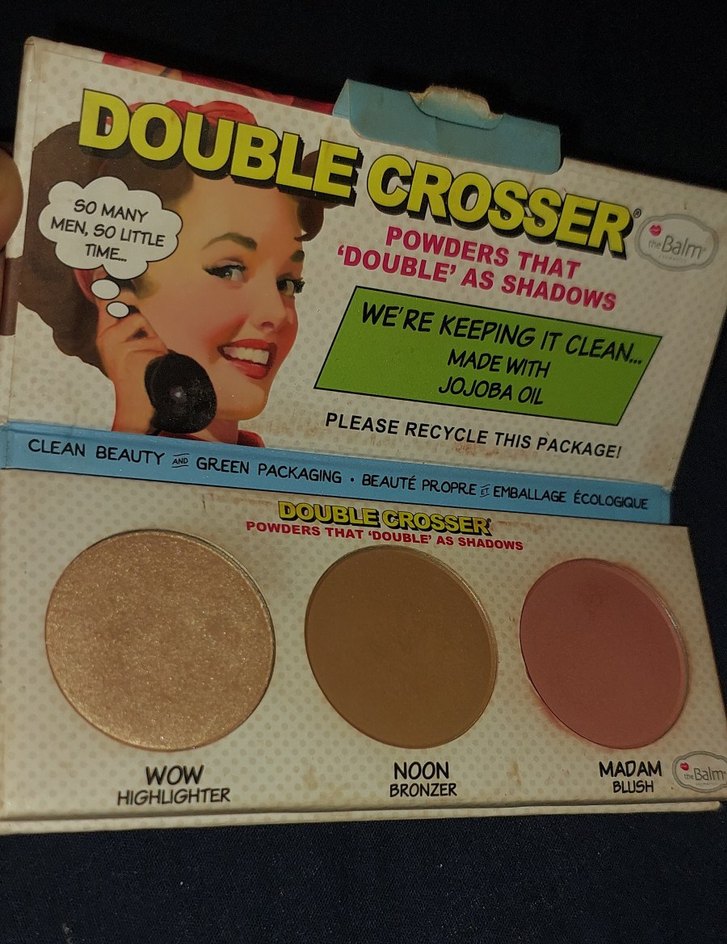 DOUBLE CROSSER®
SO MANY
MEN, SO LITTLE
TIME...
theBalm
POWDERS THAT
'DOUBLE' AS SHADOWS
WE'RE KEEPING IT CLEAN...
MADE WITH
JOJOBA OIL
PLEASE RECYCLE THIS PACKAGE!
CLEAN BEAUTY AND GREEN PACKAGING • BEAUTÉ PROPRE ET EMBALLAGE ÉCOLOGIQUE
DOUBLE CROSSER
POWDERS THAT 'DOUBLE' AS SHADOWS
WOW
HIGHLIGHTER
NOON
BRONZER
MADAM
BLUSH
theBalm